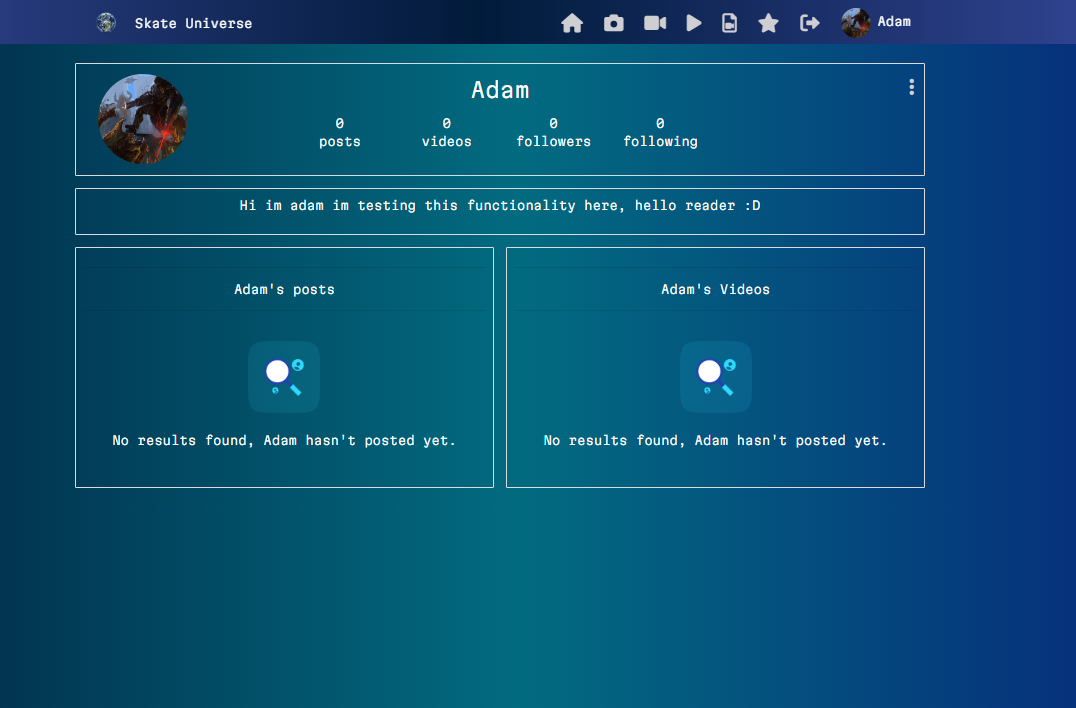 Skate Universe
Adam
Adam
0 0 0 0
posts videos followers following
Hi im adam im testing this functionality here, hello reader :D
Adam's posts
No results found, Adam hasn't posted yet.
Adam's Videos
No results found, Adam hasn't posted yet.